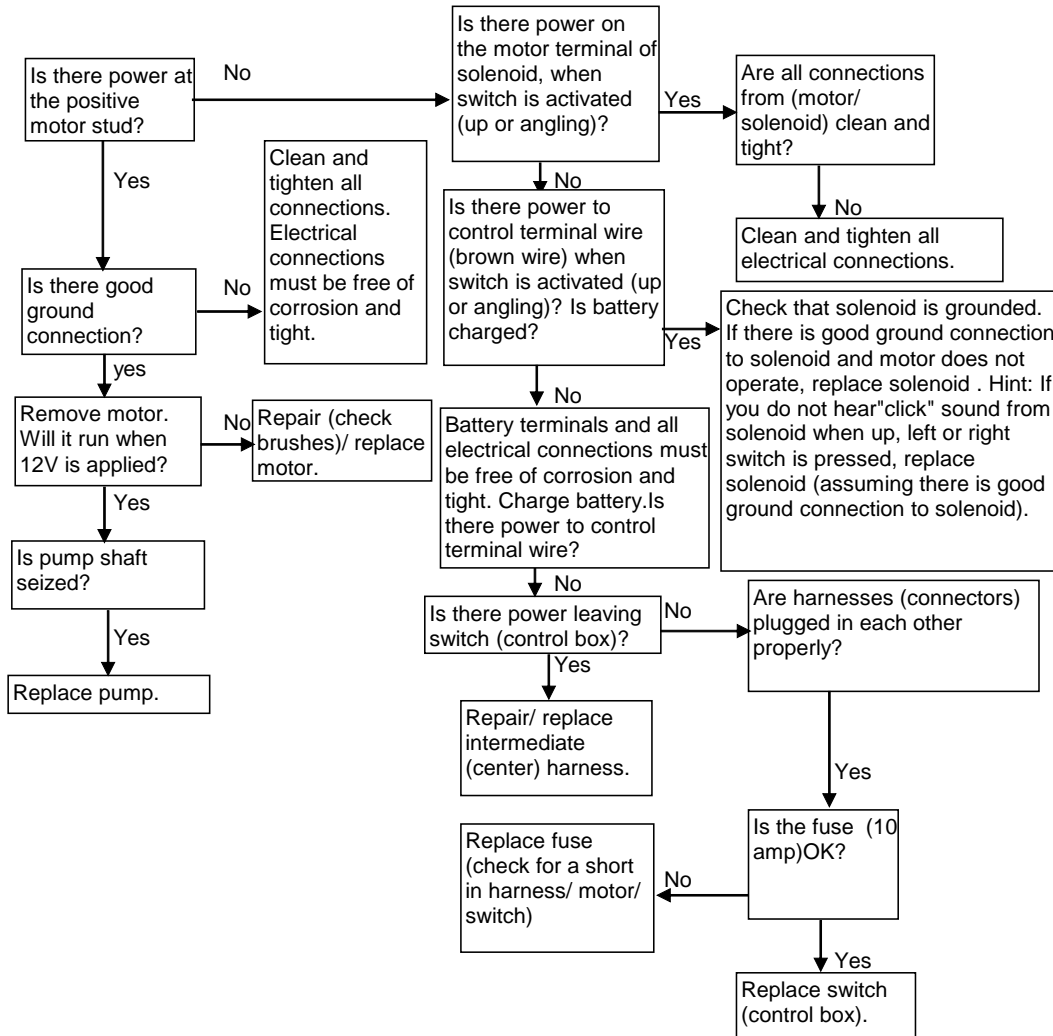 Is there power at
the positive
motor stud?
No
Is there power on
the motor terminal of
solenoid, when
switch is activated
(up or angling)?
Yes
Are all connections
from (motor/
solenoid) clean and
tight?
No
Clean and tighten all
electrical connections.
Yes
Is there good
ground
connection?
No
Clean and
tighten all
connections.
Electrical
connections
must be free of
corrosion and
tight.
yes
Remove motor.
Will it run when
12V is applied?
No
Repair (check
brushes)/ replace
motor.
Yes
Is pump shaft
seized?
Yes
Replace pump.
No
Is there power to
control terminal wire
(brown wire) when
switch is activated (up
or angling)? Is battery
charged?
Yes
Check that solenoid is grounded.
If there is good ground connection
to solenoid and motor does not
operate, replace solenoid . Hint: If
you do not hear"click" sound from
solenoid when up, left or right
switch is pressed, replace
solenoid (assuming there is good
ground connection to solenoid).
No
Battery terminals and all
electrical connections must
be free of corrosion and
tight. Charge battery.Is
there power to control
terminal wire?
No
Is there power leaving
switch (control box)?
No
Are harnesses (connectors)
plugged in each other
properly?
Yes
Repair/ replace
intermediate
(center) harness.
Yes
Is the fuse (10
amp)OK?
No
Replace fuse
(check for a short
in harness/ motor/
switch)
Yes
Replace switch
(control box).